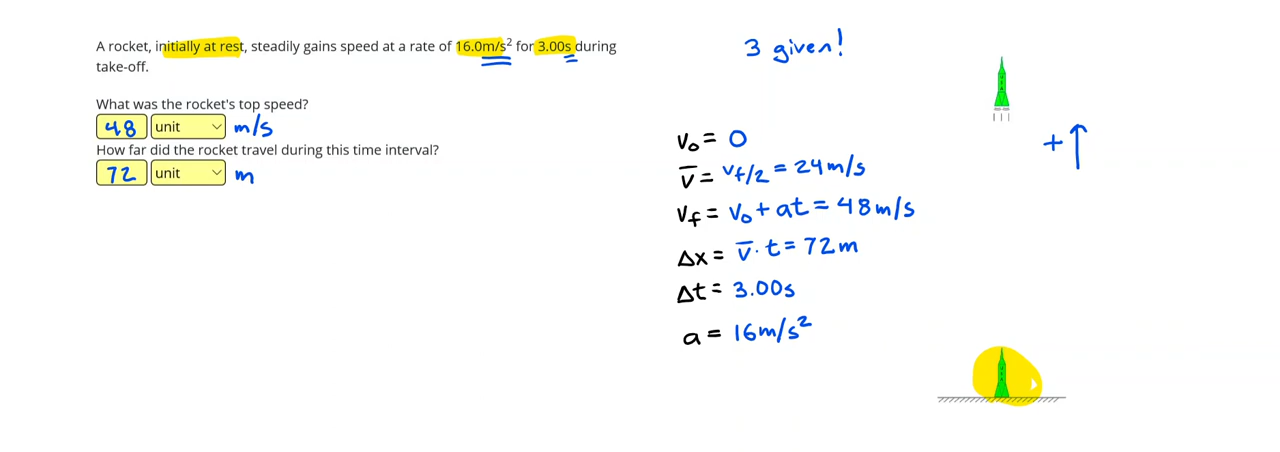 A rocket, initially at rest, steadily gains speed at a rate of 16.0m/s² for 3.00s during
take-off.
3 given!
What was the rocket's top speed?
48 unit m/s
How far did the rocket travel during this time interval?
72 unit m
v₀ = 0
v̅ = vf/2 = 24m/s
vf = v₀ + at = 48m/s
Δx = v̅ · t = 72m
Δt = 3.00s
a = 16m/s²
+